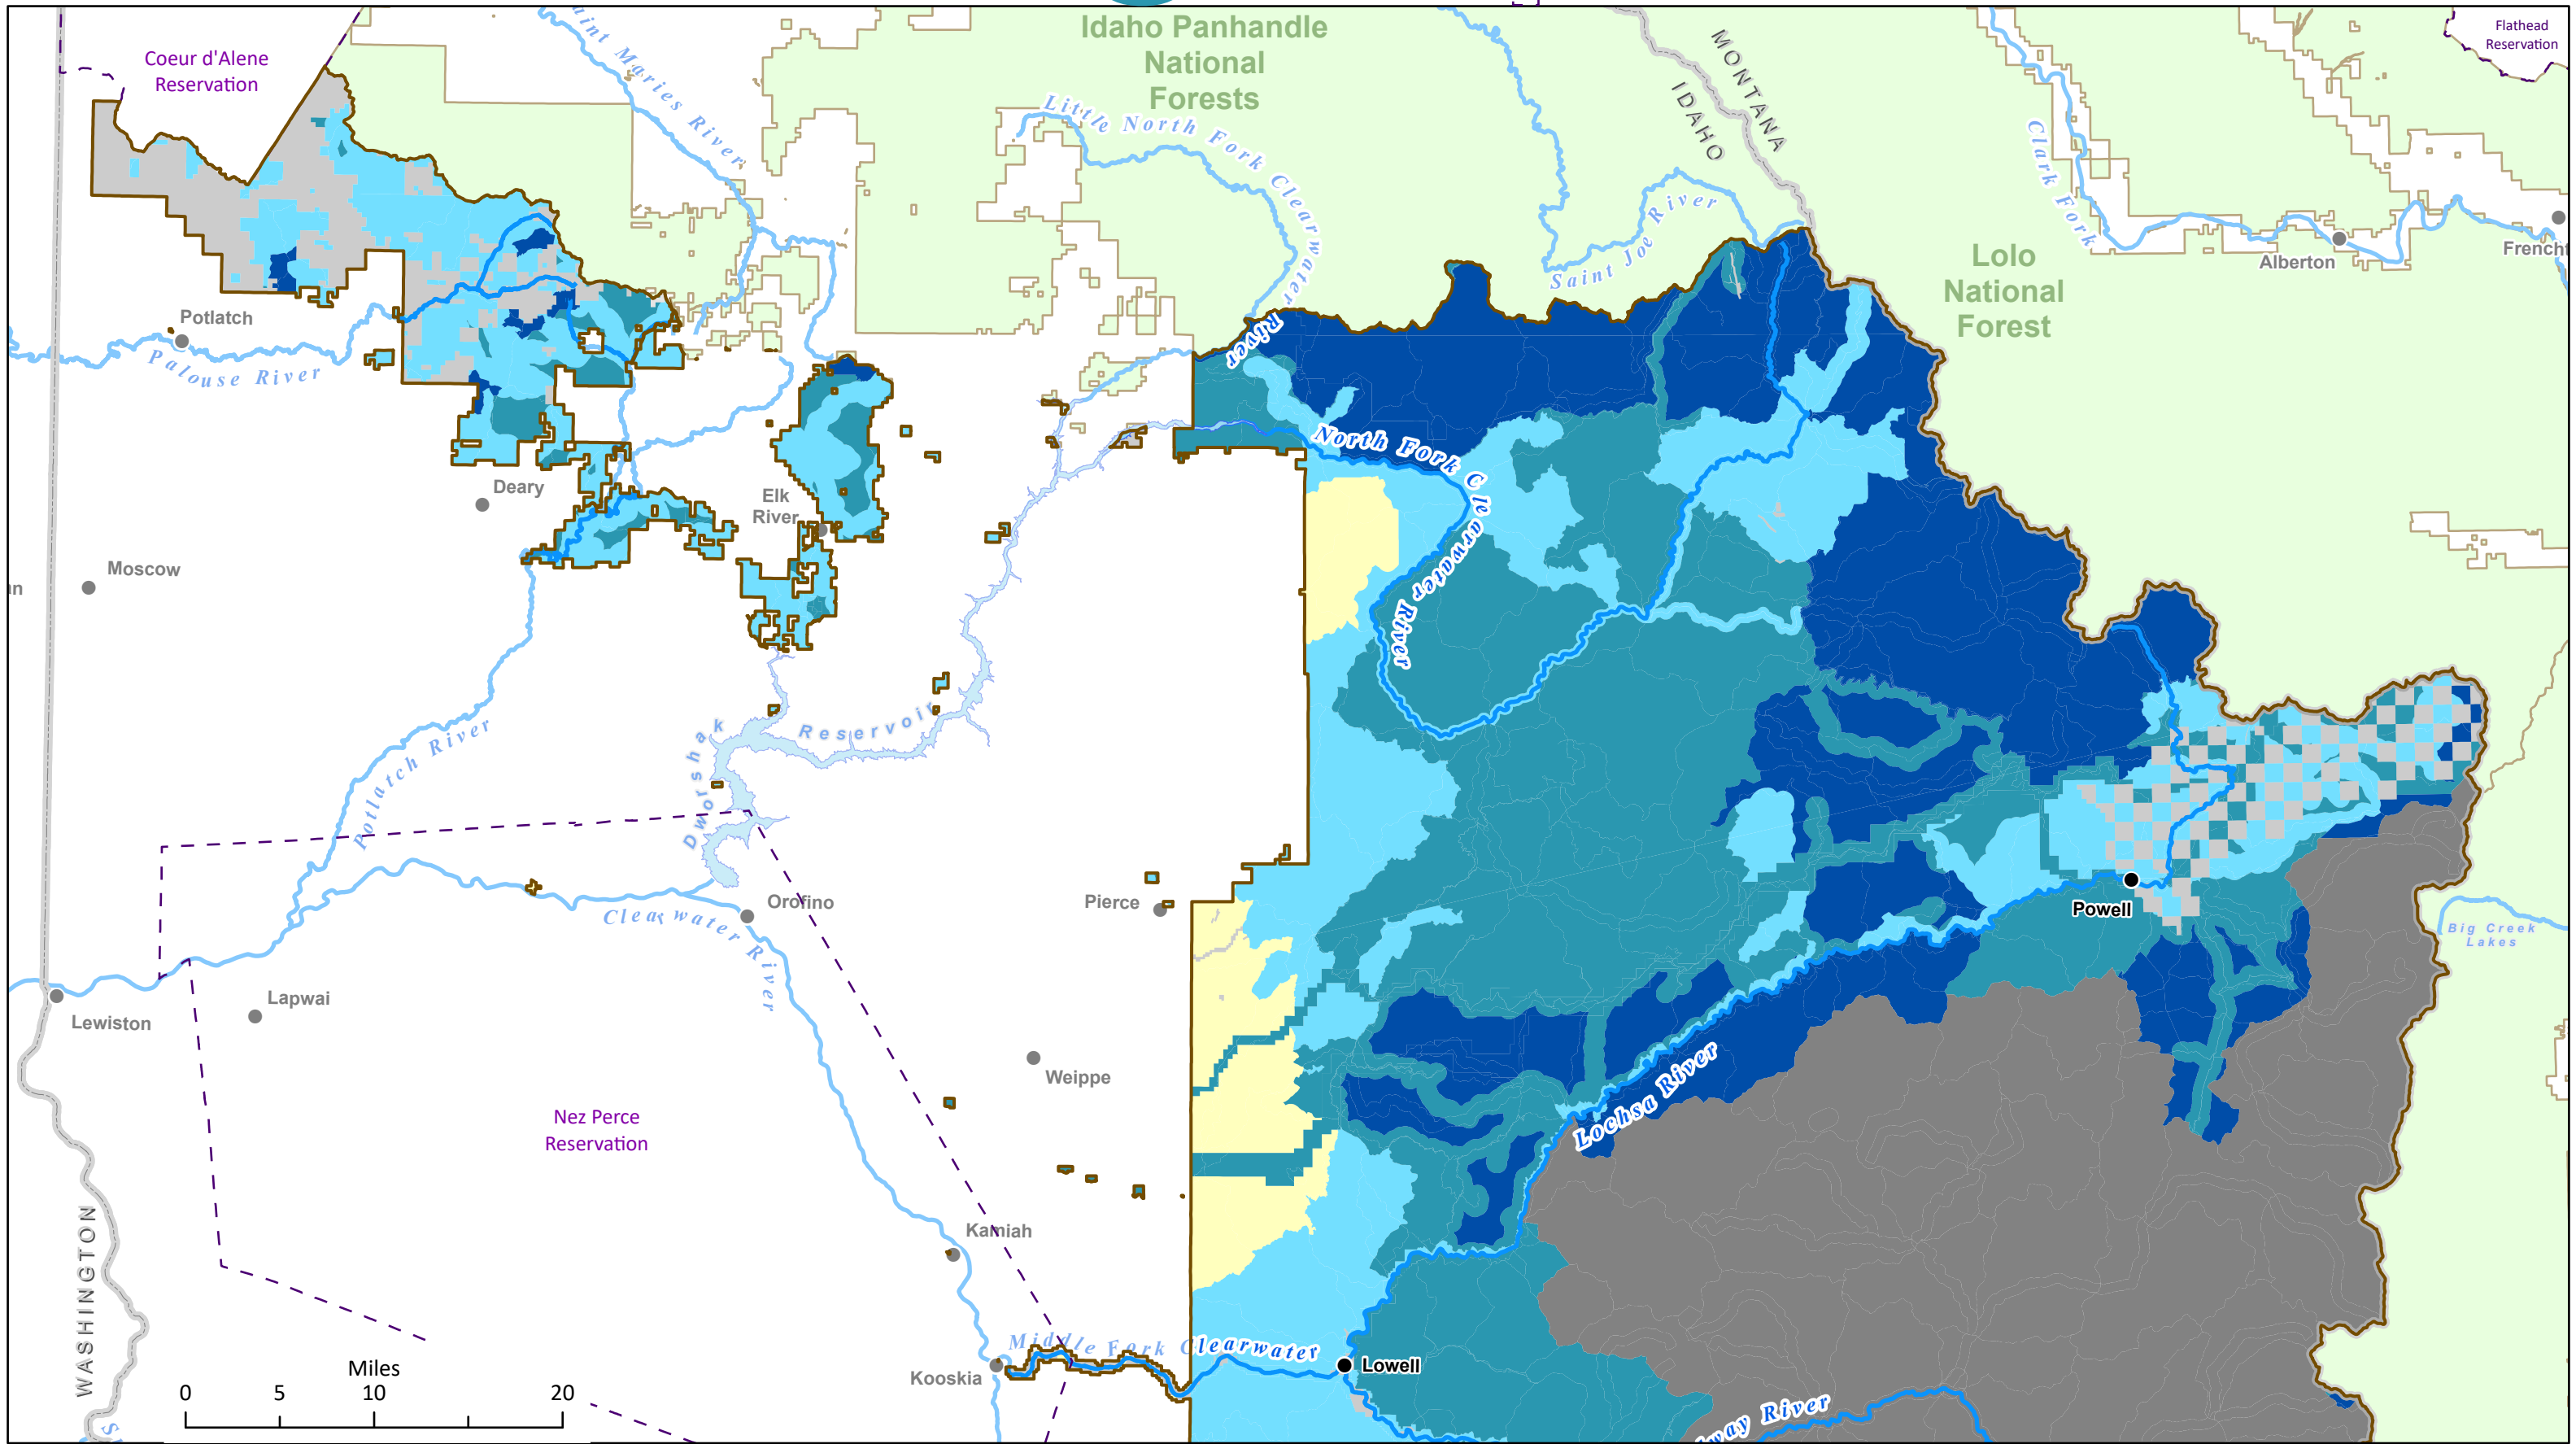 Coeur d'Alene
Reservation
Saint Maries River
Idaho Panhandle
National
Forests
Little North Fork Clearwater
River
MONTANA
IDAHO
Saint Joe River
Clark Fork
Flathead
Reservation
Alberton
Lolo
National
Forest
Potlatch
Palouse River
North Fork Clearwater River
Deary
Elk
River
Moscow
Potlatch River
Dworshak
Reservoir
Orofino
Clearwater River
Pierce
Powell
Big Creek
Lakes
Lewiston
Lapwai
Weippe
Nez Perce
Reservation
Lochsa River
Kamiah
WASHINGTON
Middle Fork Clearwater
Kooskia
Lowell
River
Miles
0 5 10 20